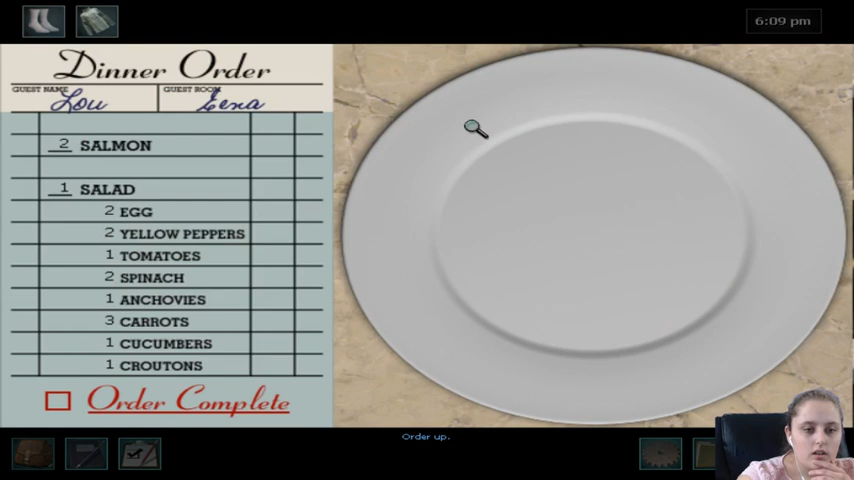 6:09 pm
Dinner Order
GUEST NAME Lou GUEST ROOM Eena
2 SALMON
1 SALAD
2 EGG
2 YELLOW PEPPERS
1 TOMATOES
2 SPINACH
1 ANCHOVIES
3 CARROTS
1 CUCUMBERS
1 CROUTONS
Order Complete
Order up.